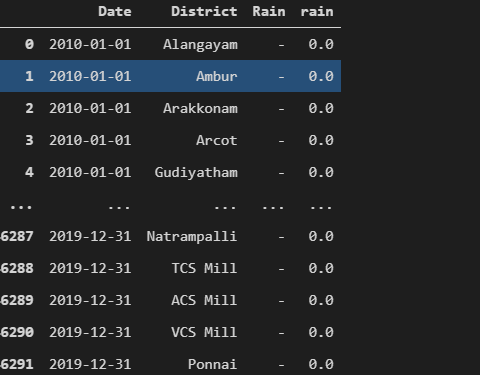 Date District Rain rain
0 2010-01-01 Alangayam - 0.0
1 2010-01-01 Ambur - 0.0
2 2010-01-01 Arakkonam - 0.0
3 2010-01-01 Arcot - 0.0
4 2010-01-01 Gudiyatham - 0.0
... ... ... ... ...
6287 2019-12-31 Natrampalli - 0.0
6288 2019-12-31 TCS Mill - 0.0
6289 2019-12-31 ACS Mill - 0.0
6290 2019-12-31 VCS Mill - 0.0
6291 2019-12-31 Ponnai - 0.0